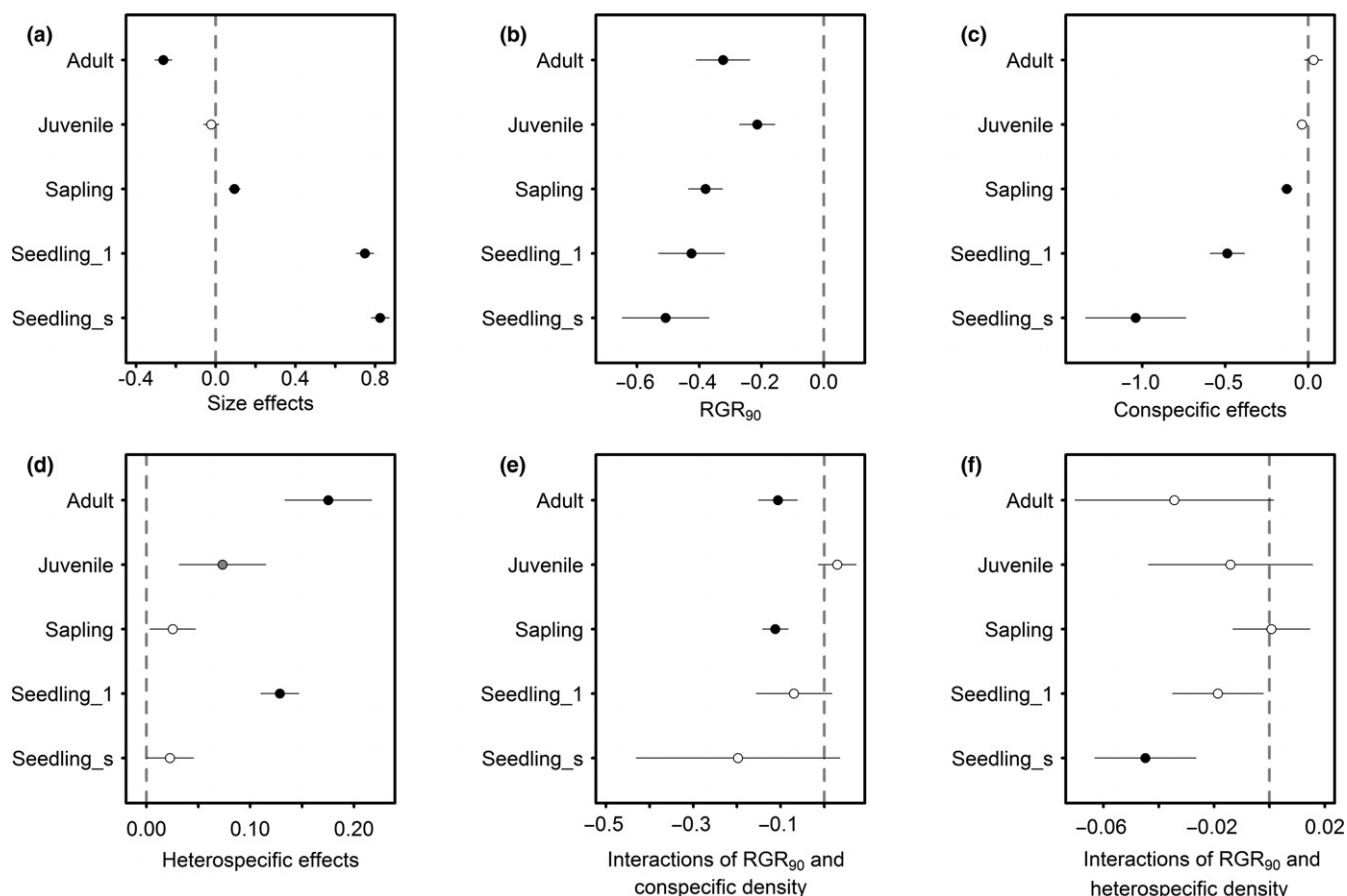 (a)
Adult
Juvenile
Sapling
Seedling_1
Seedling_s
−0.4 0.0 0.4 0.8
Size effects
(b)
Adult
Juvenile
Sapling
Seedling_1
Seedling_s
−0.6 −0.4 −0.2 0.0
RGR90
(c)
Adult
Juvenile
Sapling
Seedling_1
Seedling_s
−1.0 −0.5 0.0
Conspecific effects
(d)
Adult
Juvenile
Sapling
Seedling_1
Seedling_s
0.00 0.10 0.20
Heterospecific effects
(e)
Adult
Juvenile
Sapling
Seedling_1
Seedling_s
−0.5 −0.3 −0.1
Interactions of RGR90 and
conspecific density
(f)
Adult
Juvenile
Sapling
Seedling_1
Seedling_s
−0.06 −0.02 0.02
Interactions of RGR90 and
heterospecific density